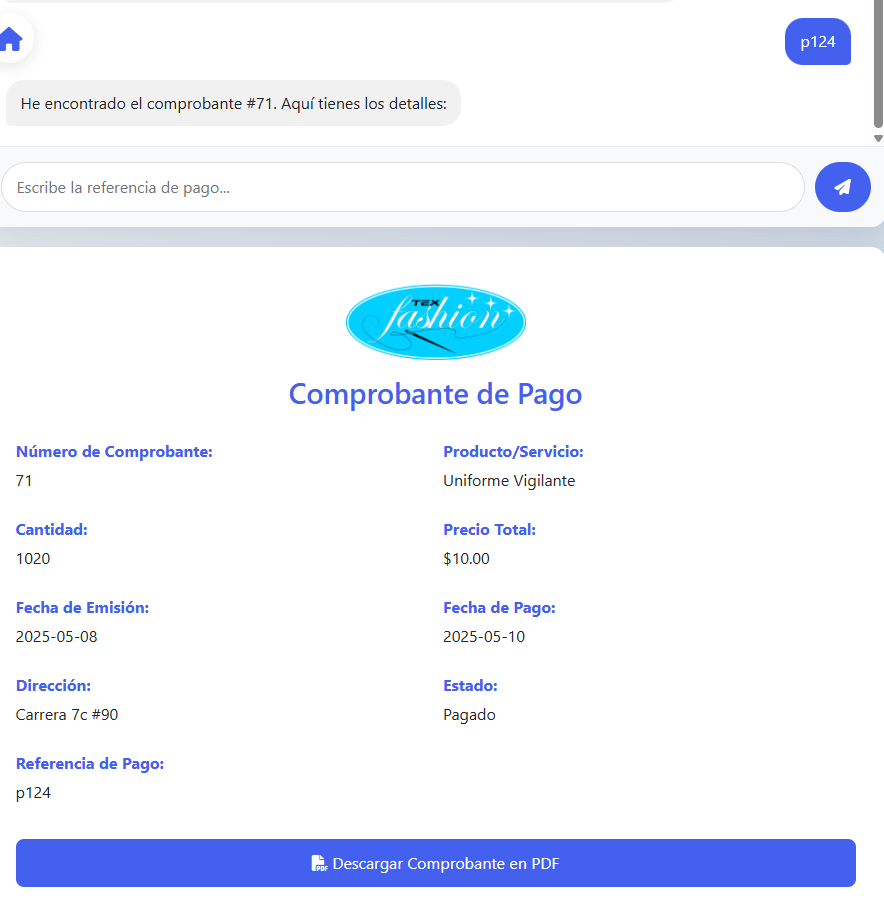 p124
He encontrado el comprobante #71. Aquí tienes los detalles:
Escribe la referencia de pago...
TEX
fashion
Comprobante de Pago
Número de Comprobante:
71
Producto/Servicio:
Uniforme Vigilante
Cantidad:
1020
Precio Total:
$10.00
Fecha de Emisión:
2025-05-08
Fecha de Pago:
2025-05-10
Dirección:
Carrera 7c #90
Estado:
Pagado
Referencia de Pago:
p124
PDF Descargar Comprobante en PDF